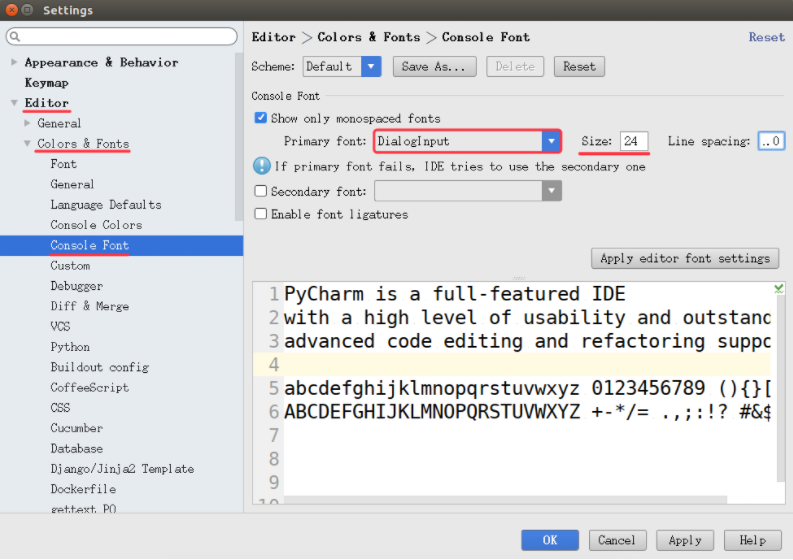 Settings
Appearance & Behavior
Keymap
Editor
General
Colors & Fonts
Font
General
Language Defaults
Console Colors
Console Font
Custom
Debugger
Diff & Merge
VCS
Python
Buildout config
CoffeeScript
CSS
Cucumber
Database
Django/Jinja2 Template
Dockerfile
gettext PO
Editor > Colors & Fonts > Console Font Reset
Scheme: Default Save As... Delete Reset
Console Font
Show only monospaced fonts
Primary font: DialogInput Size: 24 Line spacing: ..0
If primary font fails, IDE tries to use the secondary one
Secondary font:
Enable font ligatures
Apply editor font settings
1 PyCharm is a full-featured IDE
2 with a high level of usability and outstand
3 advanced code editing and refactoring suppo
4
5 abcdefghijklmnopqrstuvwxyz 0123456789 (){}[
6 ABCDEFGHIJKLMNOPQRSTUVWXYZ +-*/= .,;:!? #&$
7
8
9
10
OK Cancel Apply Help